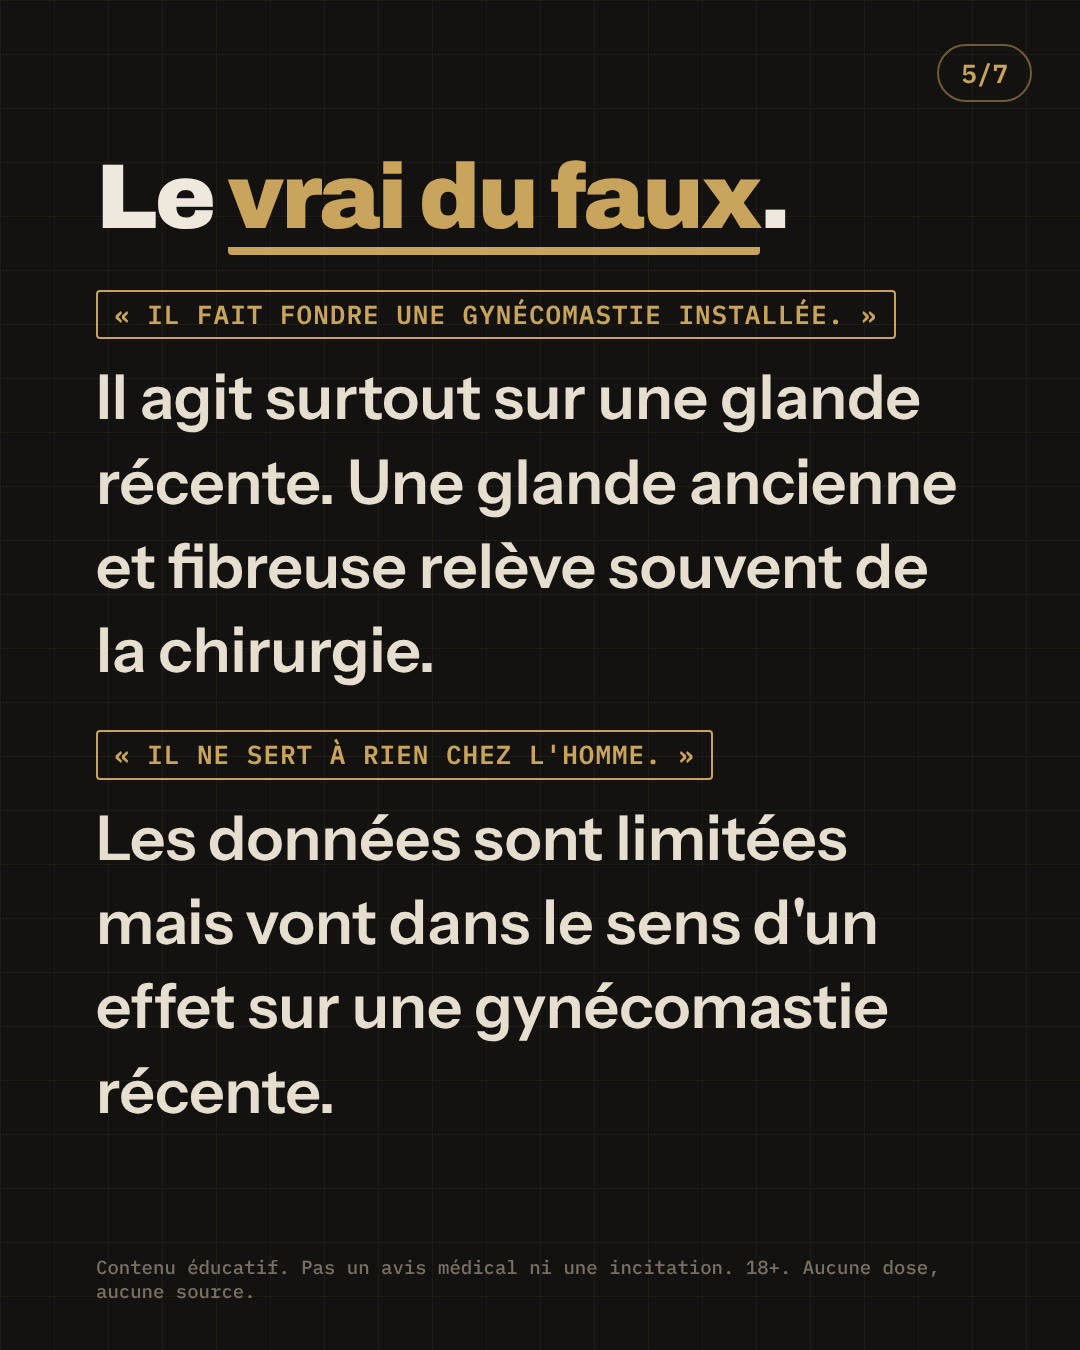 5/7
Le vrai du faux.
« IL FAIT FONDRE UNE GYNÉCOMASTIE INSTALLÉE. »
Il agit surtout sur une glande
récente. Une glande ancienne
et fibreuse relève souvent de
la chirurgie.
« IL NE SERT À RIEN CHEZ L'HOMME. »
Les données sont limitées
mais vont dans le sens d'un
effet sur une gynécomastie
récente.
Contenu éducatif. Pas un avis médical ni une incitation. 18+. Aucune dose,
aucune source.